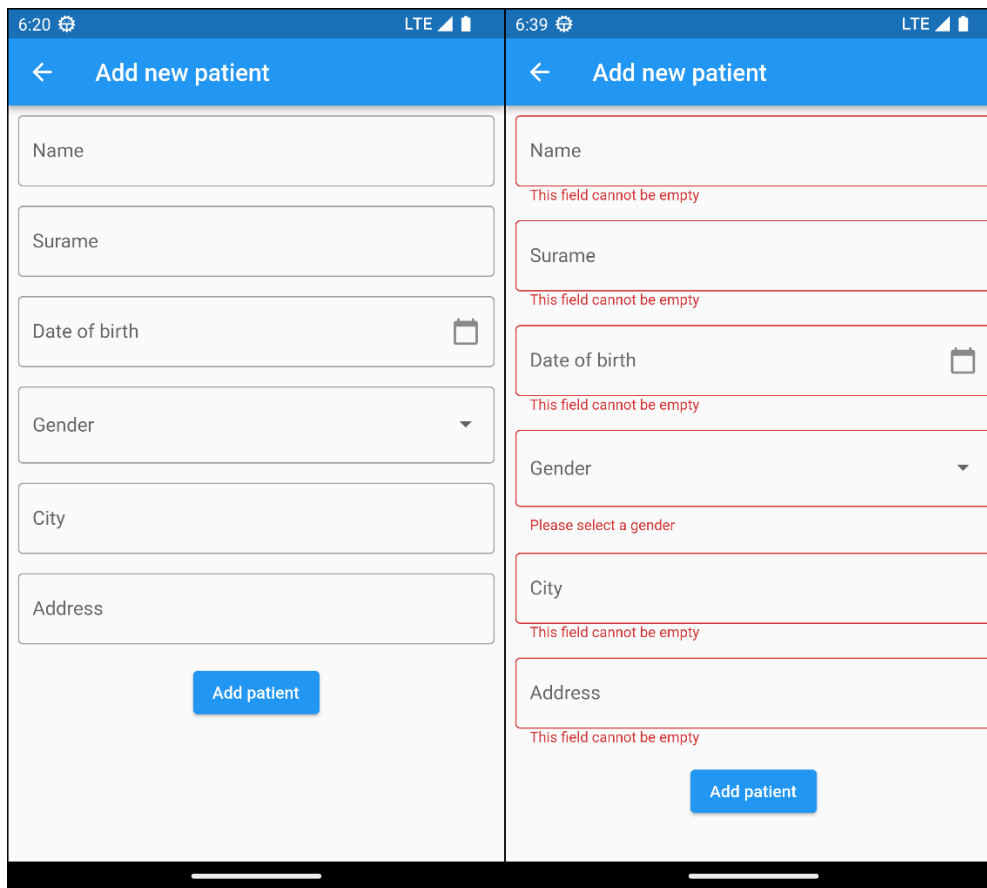 6:20
LTE
Add new patient
Name
Surame
Date of birth
Gender
City
Address
Add patient
6:39
LTE
Add new patient
Name
This field cannot be empty
Surame
This field cannot be empty
Date of birth
This field cannot be empty
Gender
Please select a gender
City
This field cannot be empty
Address
This field cannot be empty
Add patient